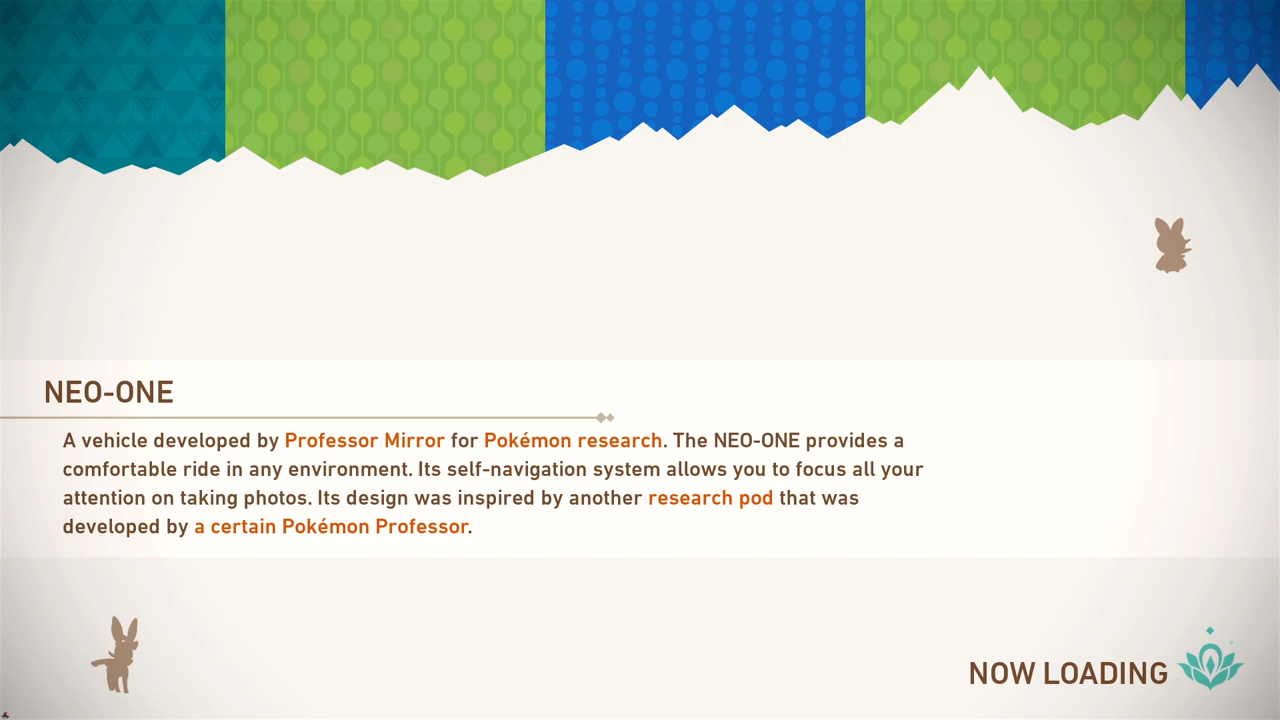 NEO-ONE
A vehicle developed by Professor Mirror for Pokémon research. The NEO-ONE provides a
comfortable ride in any environment. Its self-navigation system allows you to focus all your
attention on taking photos. Its design was inspired by another research pod that was
developed by a certain Pokémon Professor.
NOW LOADING